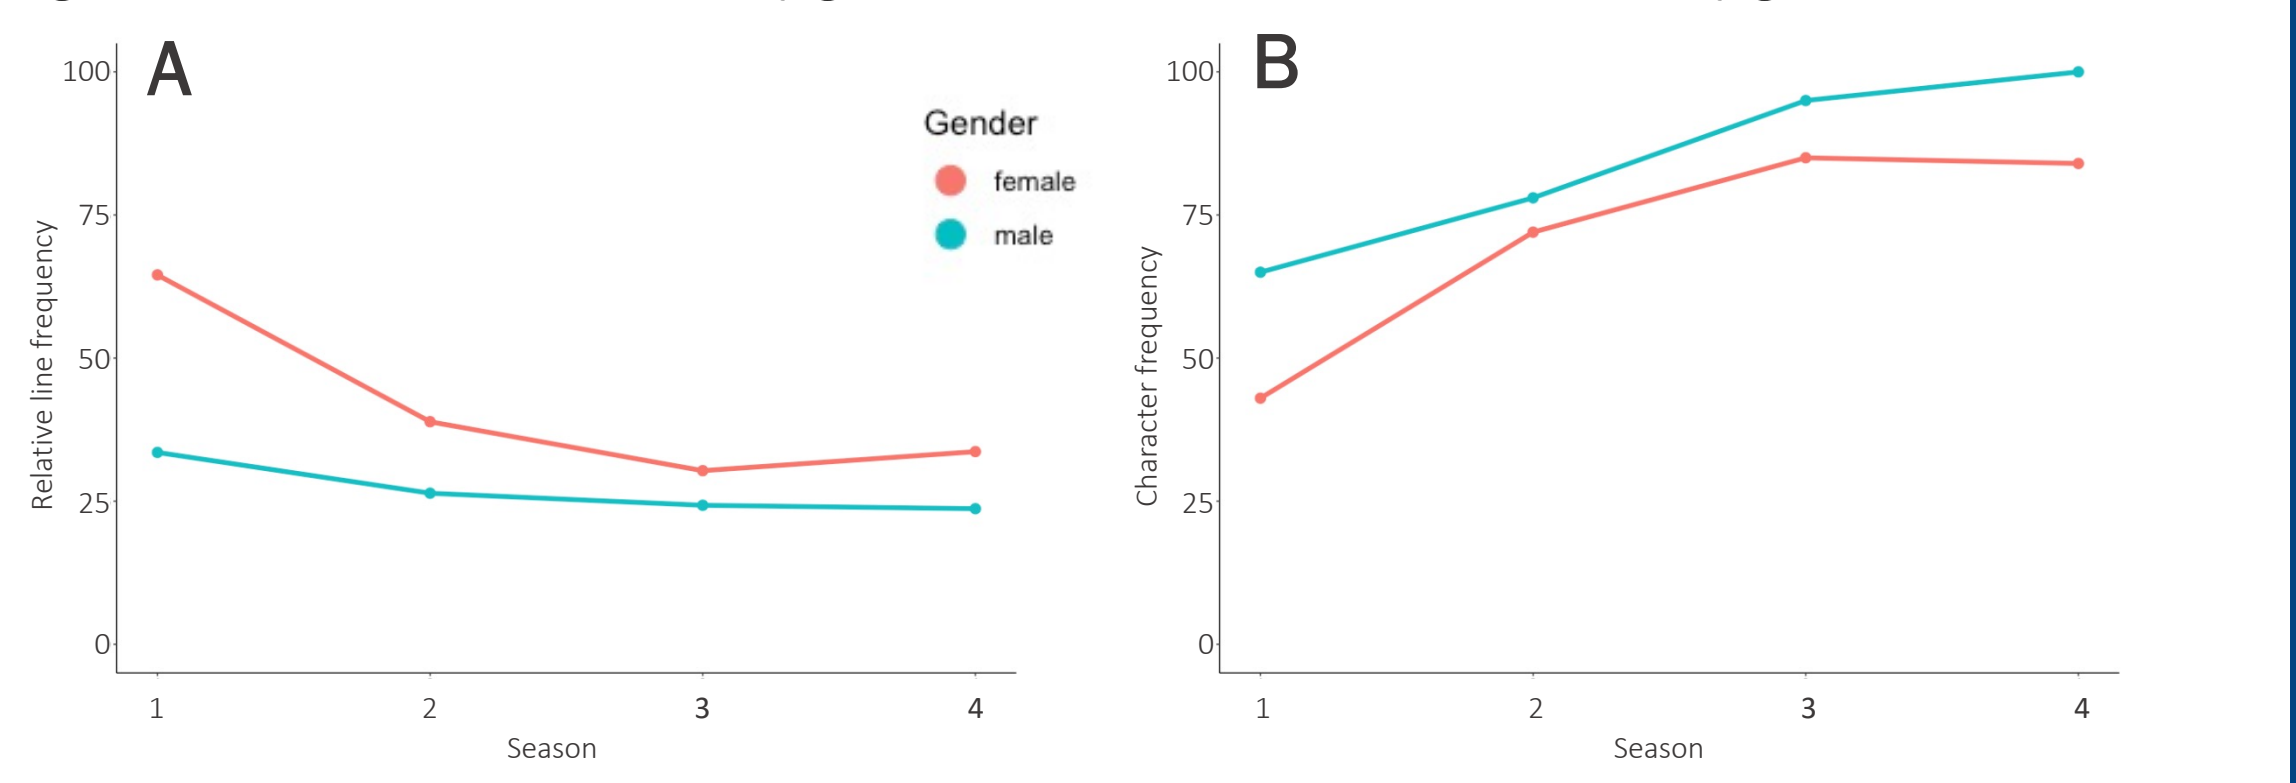 A
100
75
50
25
0
Relative line frequency
1 2 3 4
Season
Gender
female
male
B
100
75
50
25
0
Character frequency
1 2 3 4
Season